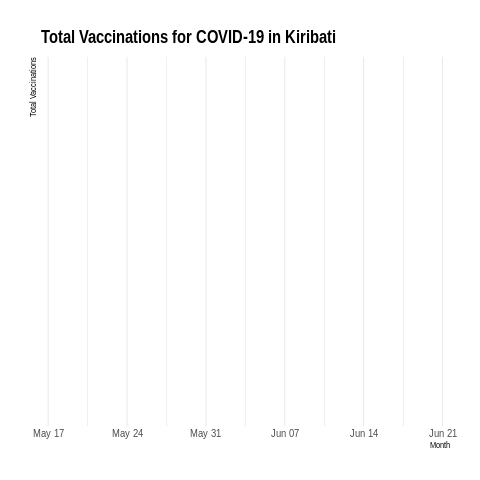 Total Vaccinations for COVID-19 in Kiribati
Total Vaccinations
May 17 May 24 May 31 Jun 07 Jun 14 Jun 21
Month